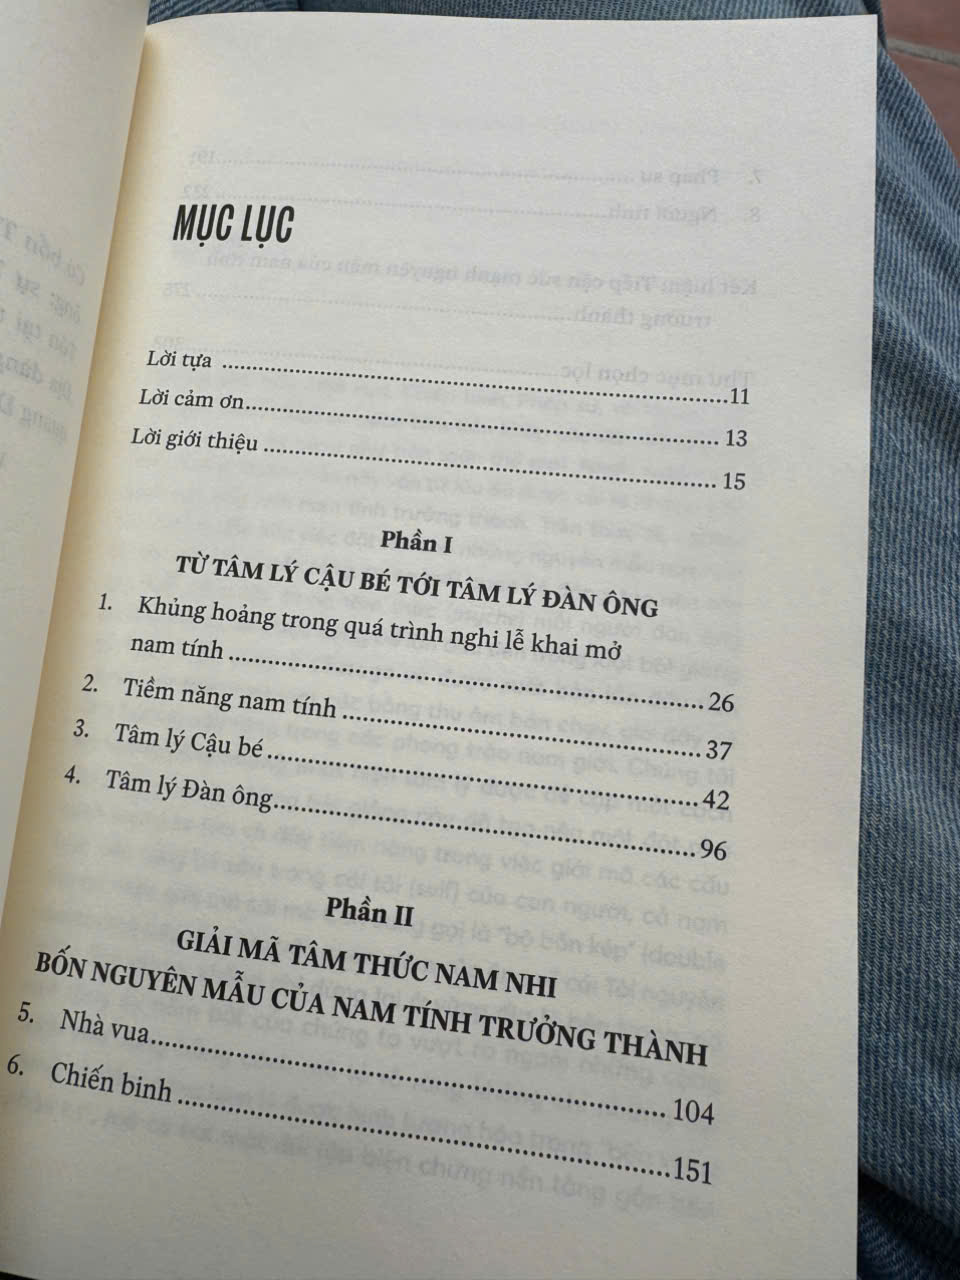 MỤC LỤC
Lời tựa ........ 11
Lời cảm ơn ........ 13
Lời giới thiệu ........ 15
Phần I
TỪ TÂM LÝ CẬU BÉ TỚI TÂM LÝ ĐÀN ÔNG
1. Khủng hoảng trong quá trình nghi lễ khai mở
nam tính ........ 26
2. Tiềm năng nam tính ........ 37
3. Tâm lý Cậu bé ........ 42
4. Tâm lý Đàn ông ........ 96
Phần II
GIẢI MÃ TÂM THỨC NAM NHI
BỐN NGUYÊN MẪU CỦA NAM TÍNH TRƯỞNG THÀNH
5. Nhà vua ........ 104
6. Chiến binh ........ 151